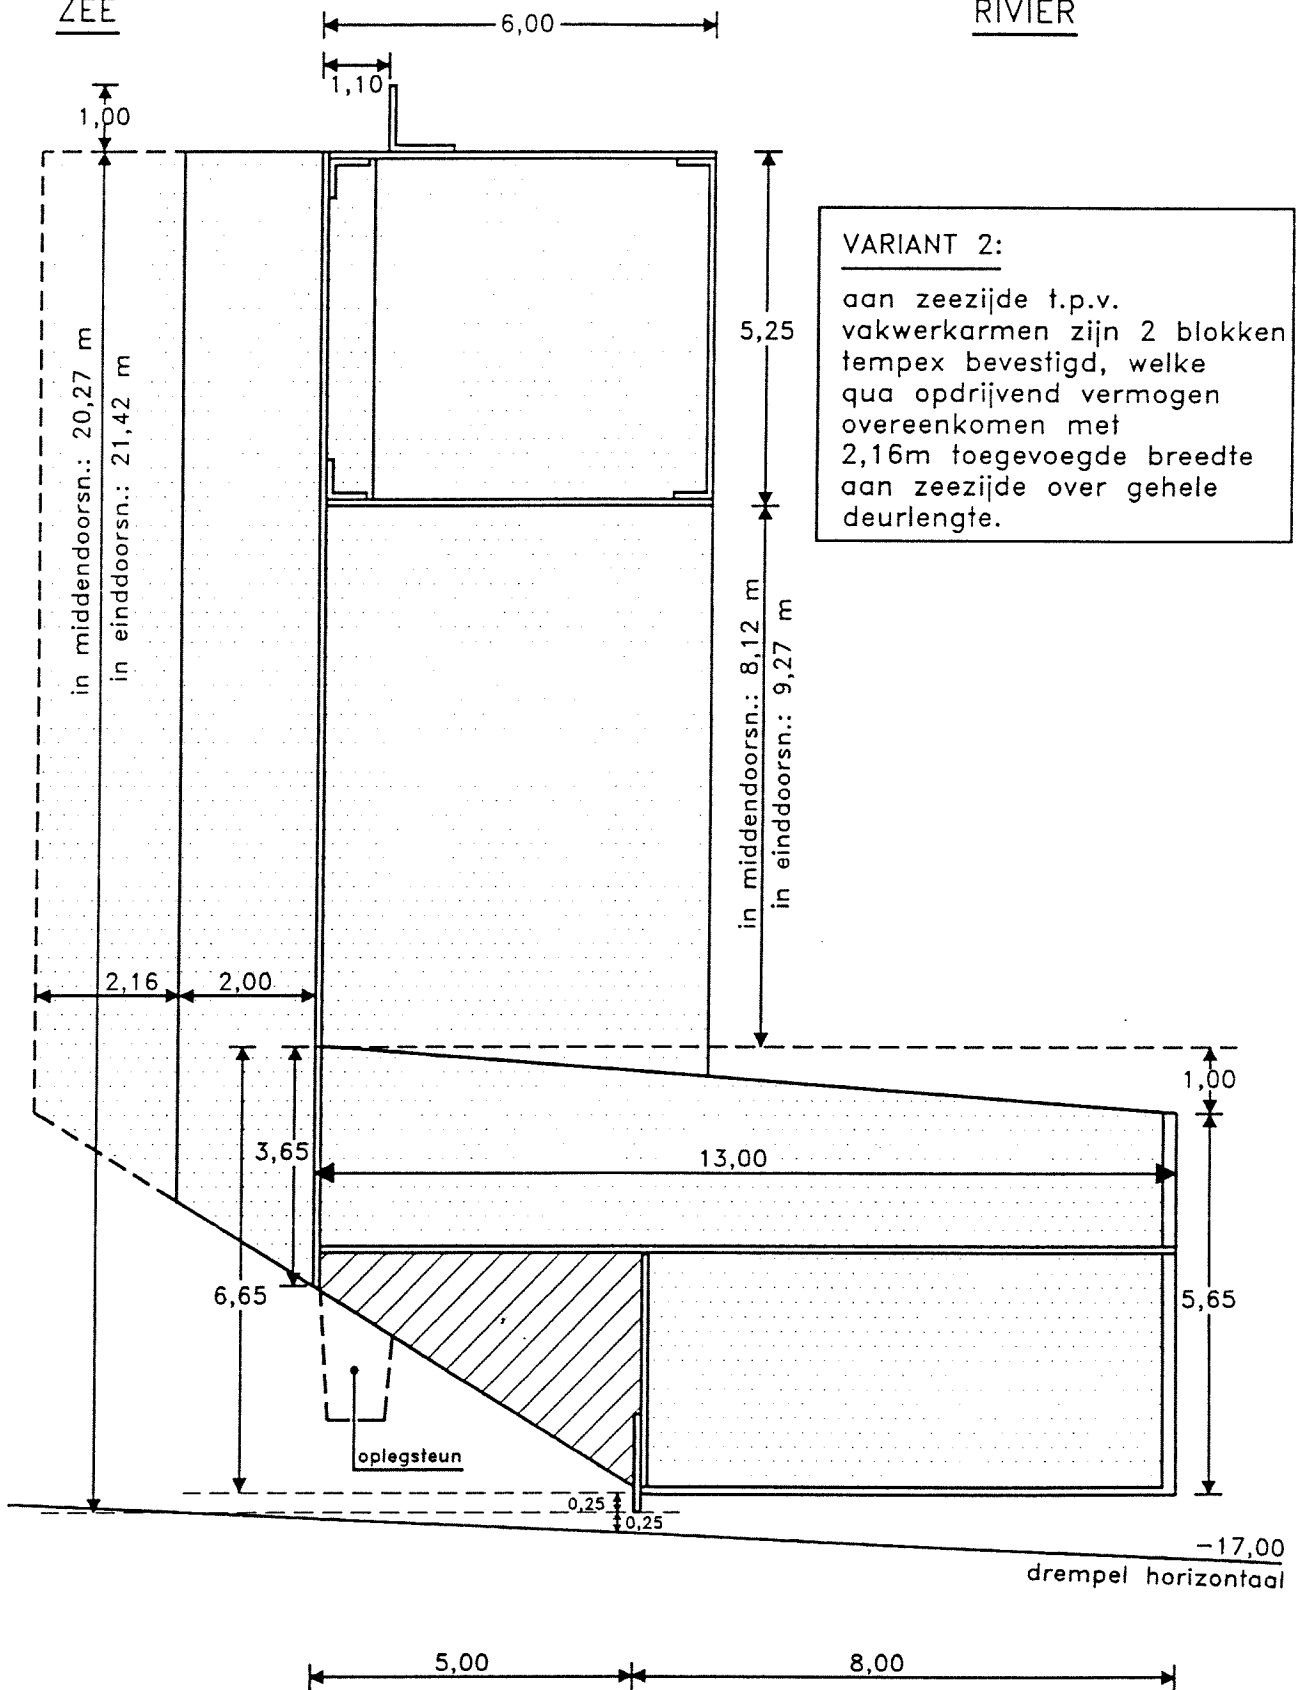 ZEE
RIVIER
6,00
1,10
1,00
in middendoorsn.: 20,27 m
in einddoorsn.: 21,42 m
5,25
VARIANT 2:
aan zeezijde t.p.v.
vakwerkarmen zijn 2 blokken
tempex bevestigd, welke
qua opdrijvend vermogen
overeenkomen met
2,16m toegevoegde breedte
aan zeezijde over gehele
deurlengte.
in middendoorsn.: 8,12 m
in einddoorsn.: 9,27 m
2,16
2,00
1,00
3,65
13,00
6,65
5,65
oplegsteun
0,25
0,25
-17,00
drempel horizontaal
5,00
8,00